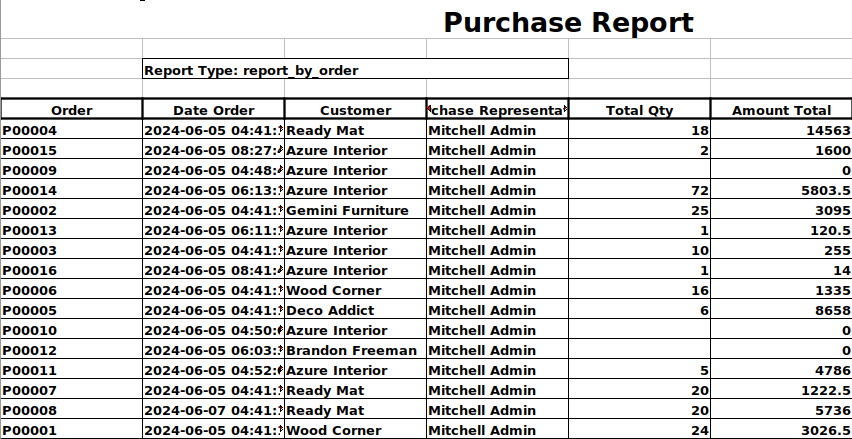 Purchase Report
Report Type: report_by_order
Order Date Order Customer chase Representa Total Qty Amount Total
P00004 2024-06-05 04:41: Ready Mat Mitchell Admin 18 14563
P00015 2024-06-05 08:27: Azure Interior Mitchell Admin 2 1600
P00009 2024-06-05 04:48: Azure Interior Mitchell Admin 0
P00014 2024-06-05 06:13: Azure Interior Mitchell Admin 72 5803.5
P00002 2024-06-05 04:41: Gemini Furniture Mitchell Admin 25 3095
P00013 2024-06-05 06:11: Azure Interior Mitchell Admin 1 120.5
P00003 2024-06-05 04:41: Azure Interior Mitchell Admin 10 255
P00016 2024-06-05 08:41: Azure Interior Mitchell Admin 1 14
P00006 2024-06-05 04:41: Wood Corner Mitchell Admin 16 1335
P00005 2024-06-05 04:41: Deco Addict Mitchell Admin 6 8658
P00010 2024-06-05 04:50: Azure Interior Mitchell Admin 0
P00012 2024-06-05 06:03: Brandon Freeman Mitchell Admin 0
P00011 2024-06-05 04:52: Azure Interior Mitchell Admin 5 4786
P00007 2024-06-05 04:41: Ready Mat Mitchell Admin 20 1222.5
P00008 2024-06-07 04:41: Ready Mat Mitchell Admin 20 5736
P00001 2024-06-05 04:41: Wood Corner Mitchell Admin 24 3026.5